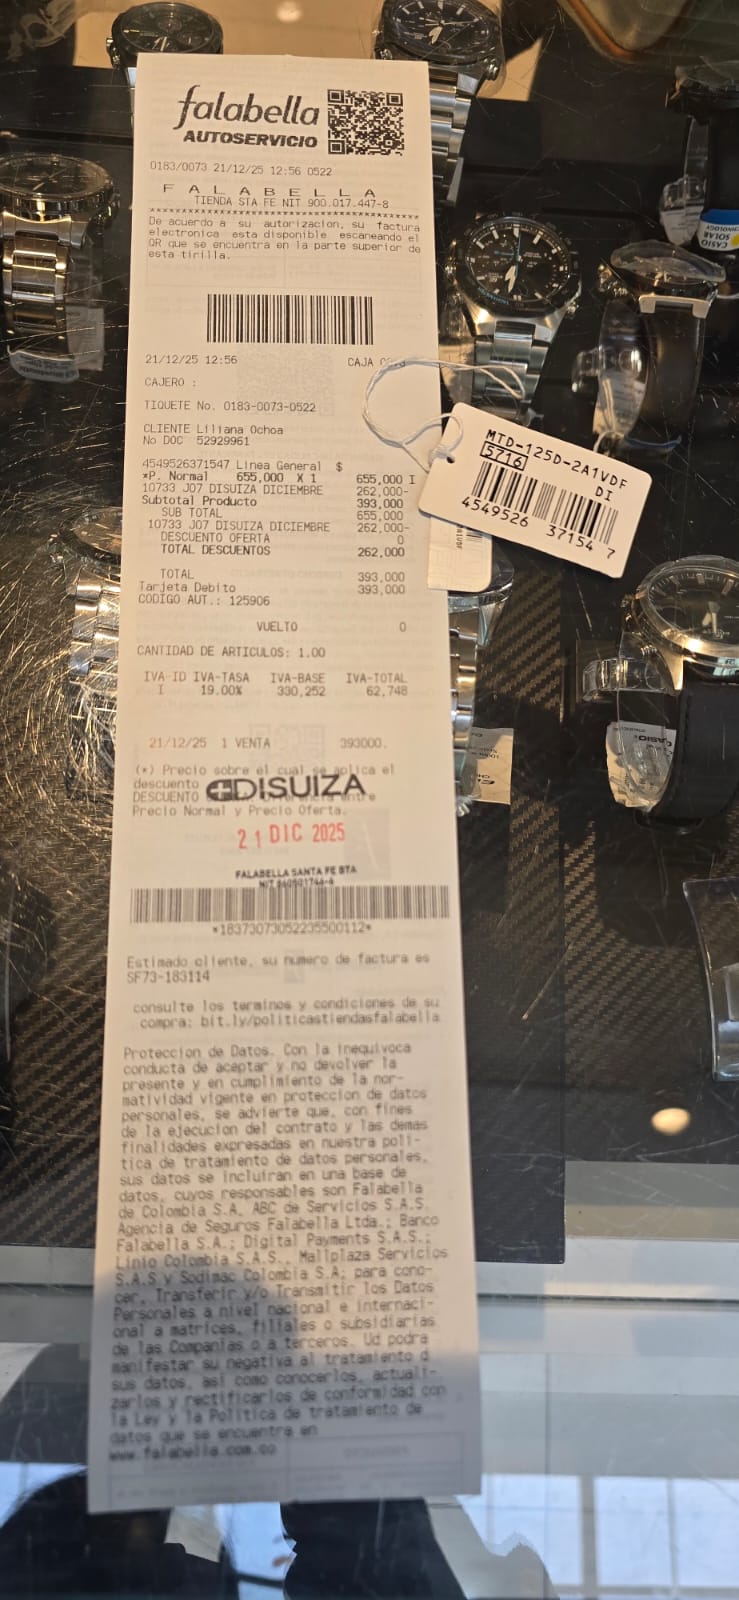 falabella
AUTOSERVICIO
0183/0073 21/12/25 12:56 0522
F A L A B E L L A
TIENDA STA FE NIT 900.017.447-8
****************************************
De acuerdo a su autorizacion, su factura
electronica esta disponible escaneando el
QR que se encuentra en la parte superior de
esta tirilla.
21/12/25 12:56 CAJA
CAJERO :
TIQUETE No. 0183-0073-0522
CLIENTE Liliana Ochoa
No DOC 52929961
4549526371547 Linea General $
*P. Normal 655,000 X 1 655,000 I
10733 J07 DISUIZA DICIEMBRE 262,000-
Subtotal Producto 393,000
SUB TOTAL 655,000
10733 J07 DISUIZA DICIEMBRE 262,000-
DESCUENTO OFERTA 0
TOTAL DESCUENTOS 262,000
TOTAL 393,000
Tarjeta Debito 393,000
CODIGO AUT.: 125906
VUELTO 0
CANTIDAD DE ARTICULOS: 1.00
IVA-ID IVA-TASA IVA-BASE IVA-TOTAL
I 19.00% 330,252 62,748
21/12/25 1 VENTA 393000.
(*) Precio sobre el cual se aplica el
descuento
DISUIZA
DESCUENTO entre
Precio Normal y Precio Oferta.
21 DIC 2025
FALABELLA SANTA FE BTA
*18373073052235500112*
Estimado cliente, su numero de factura es
SF73-183114
consulte los terminos y condiciones de su
compra: bit.ly/politicastiendasfalabella
Proteccion de Datos. Con la inequivoca
conducta de aceptar y no devolver la
presente y en cumplimiento de la nor-
matividad vigente en proteccion de datos
personales, se advierte que, con fines
de la ejecucion del contrato y las demas
finalidades expresadas en nuestra poli-
tica de tratamiento de datos personales,
sus datos se incluiran en una base de
datos, cuyos responsables son Falabella
de Colombia S.A. ABC de Servicios S.A.S.
Agencia de Seguros Falabella Ltda.; Banco
Falabella S.A.; Digital Payments S.A.S.;
Linio Colombia S.A.S., Mallplaza Servicios
S.A.S y Sodimac Colombia S.A; para cono-
cer, Transferir y/o Transmitir los Datos
Personales a nivel nacional e internaci-
onal a matrices, filiales o subsidiarias
de las Companias o a terceros. Ud podra
manifestar su negativa al tratamiento d
sus datos, asi como conocerlos, actuali-
zarlos y rectificarlos de conformidad con
la Ley y la Politica de tratamiento de
datos que se encuentra en
www.falabella.com.co
MTD-125D-2A1VDF
5716
DI
4549526 37154 7
CASIO
SOLAR